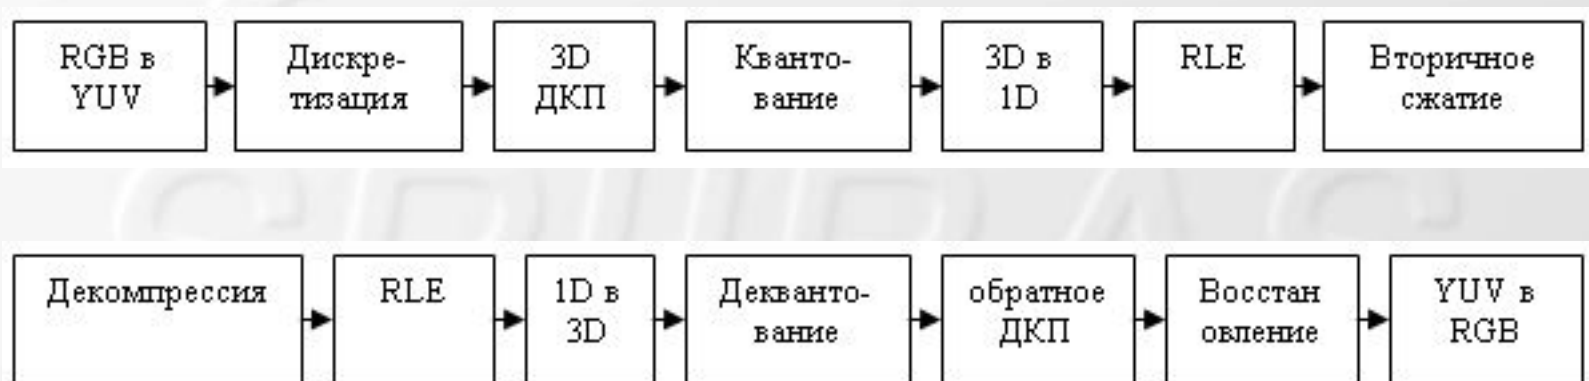 RGB в
YUV
Дискре-
тизация
3D
ДКП
Кванто-
вание
3D в
1D
RLE
Вторичное
сжатие
Декомпрессия
RLE
1D в
3D
Декванто-
вание
обратное
ДКП
Восстан
овление
YUV в
RGB